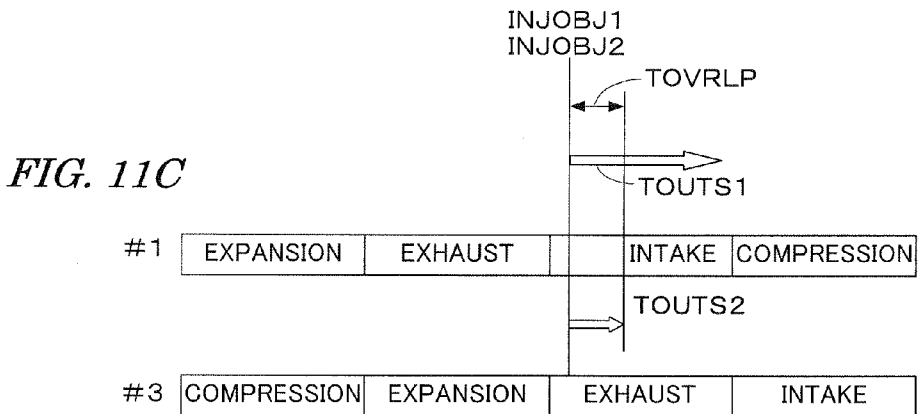 INJOBJ1
INJOBJ2
TOVRLP
FIG. 11C
TOUTS1
#1 EXPANSION EXHAUST INTAKE COMPRESSION
TOUTS2
#3 COMPRESSION EXPANSION EXHAUST INTAKE